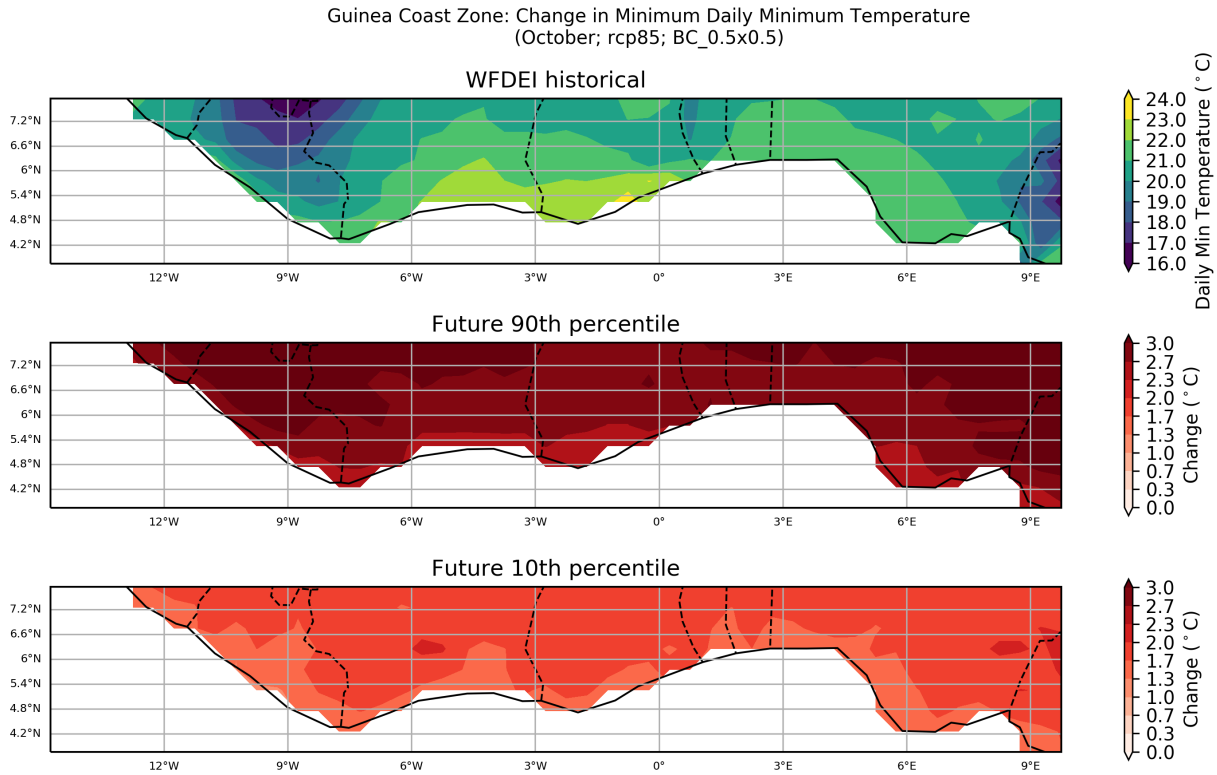 Guinea Coast Zone: Change in Minimum Daily Minimum Temperature
(October; rcp85; BC_0.5x0.5)
WFDEI historical
7.2°N
6.6°N
6°N
5.4°N
4.8°N
4.2°N
12°W 9°W 6°W 3°W 0° 3°E 6°E 9°E
24.0
23.0
22.0
21.0
20.0
19.0
18.0
17.0
16.0
Daily Min Temperature (°C)
Future 90th percentile
7.2°N
6.6°N
6°N
5.4°N
4.8°N
4.2°N
12°W 9°W 6°W 3°W 0° 3°E 6°E 9°E
3.0
2.7
2.3
2.0
1.7
1.3
1.0
0.7
0.3
0.0
Change (°C)
Future 10th percentile
7.2°N
6.6°N
6°N
5.4°N
4.8°N
4.2°N
12°W 9°W 6°W 3°W 0° 3°E 6°E 9°E
3.0
2.7
2.3
2.0
1.7
1.3
1.0
0.7
0.3
0.0
Change (°C)